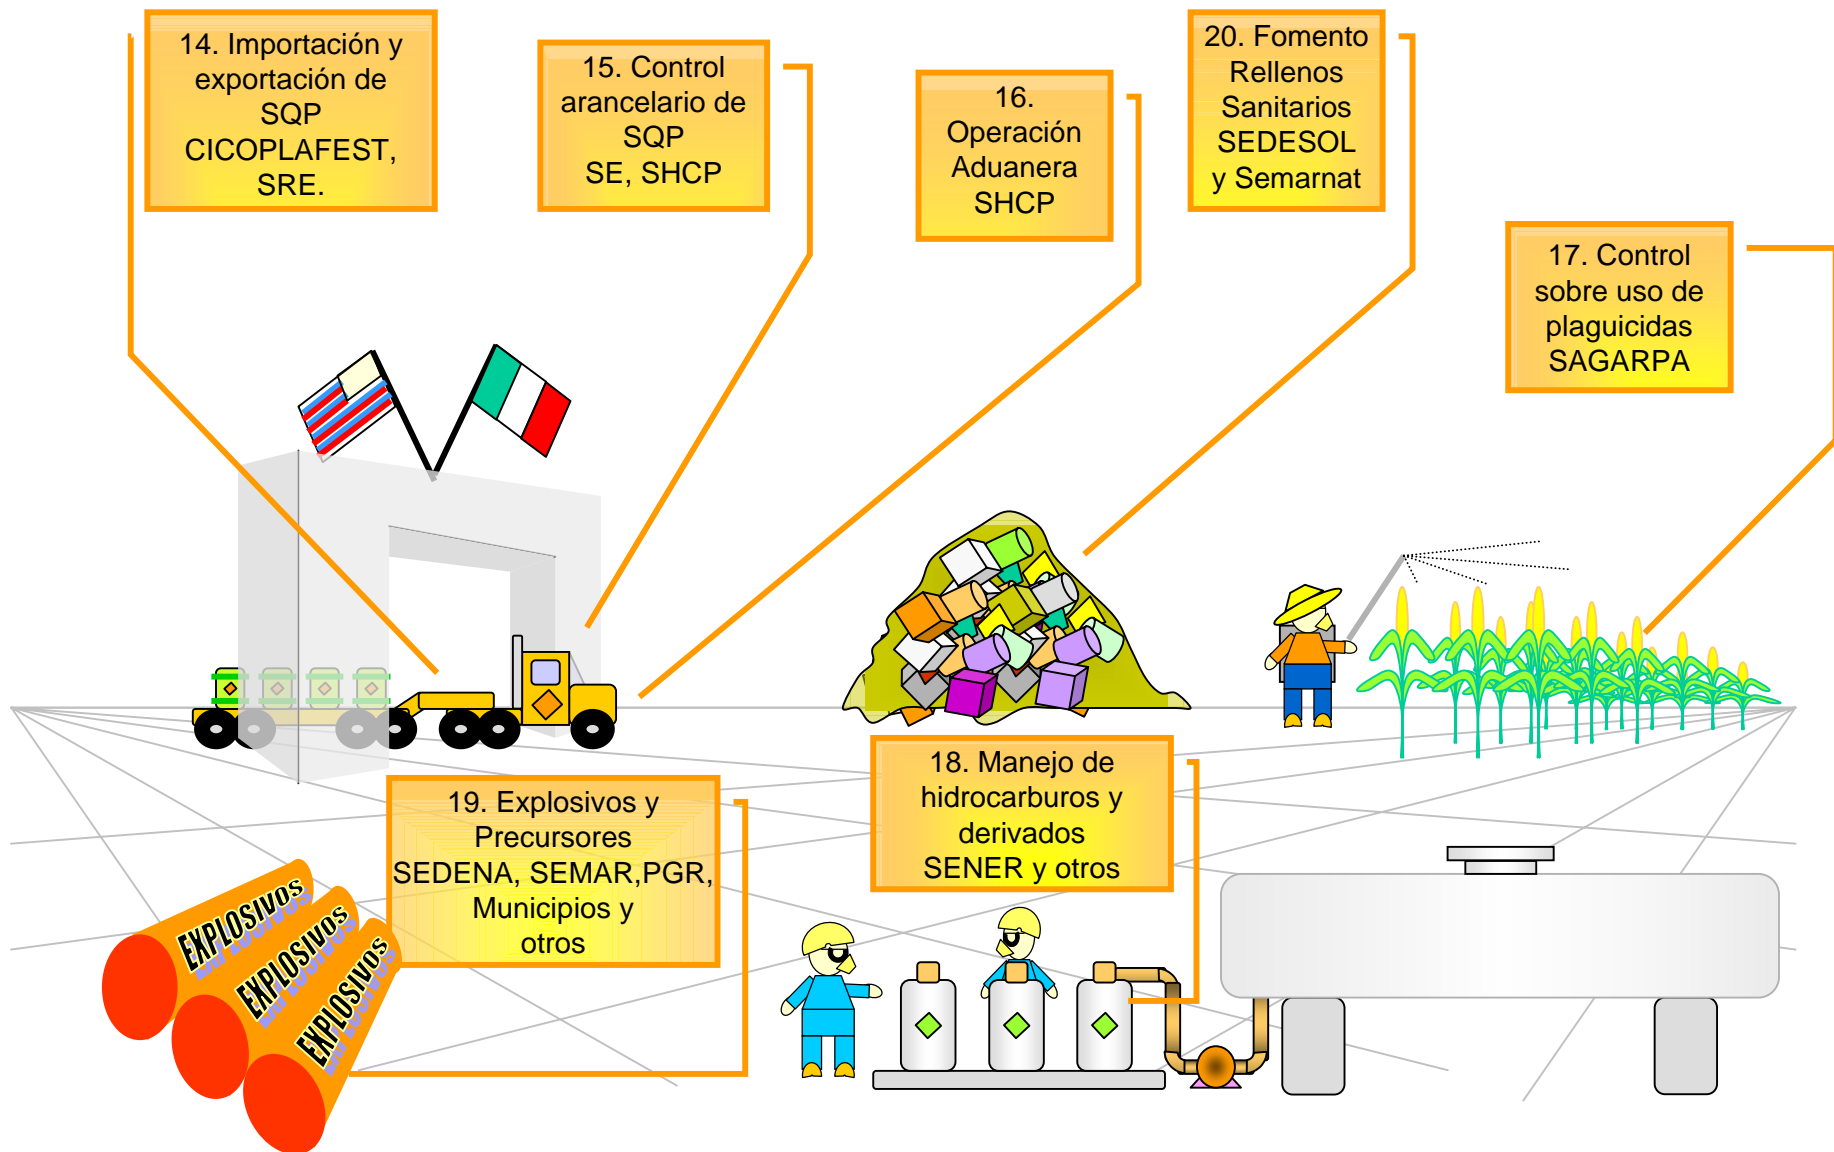 14. Importación y
exportación de
SQP
CICOPLAFEST,
SRE.
15. Control
arancelario de
SQP
SE, SHCP
16.
Operación
Aduanera
SHCP
20. Fomento
Rellenos
Sanitarios
SEDESOL
y Semarnat
17. Control
sobre uso de
plaguicidas
SAGARPA
19. Explosivos y
Precursores
SEDENA, SEMAR,PGR,
Municipios y
otros
18. Manejo de
hidrocarburos y
derivados
SENER y otros
EXPLOSIVOS
EXPLOSIVOS
EXPLOSIVOS